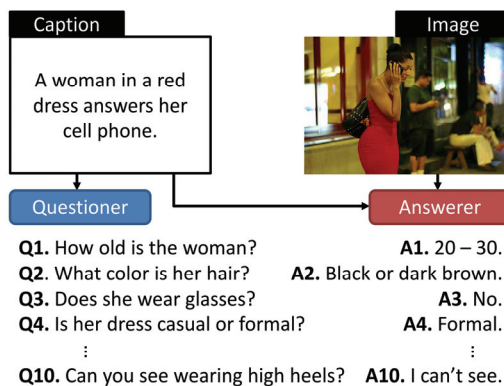 Caption
Image
A woman in a red
dress answers her
cell phone.
Questioner
Answerer
Q1. How old is the woman?
A1. 20 – 30.
Q2. What color is her hair?
A2. Black or dark brown.
Q3. Does she wear glasses?
A3. No.
Q4. Is her dress casual or formal?
A4. Formal.
⋮
⋮
Q10. Can you see wearing high heels?
A10. I can't see.